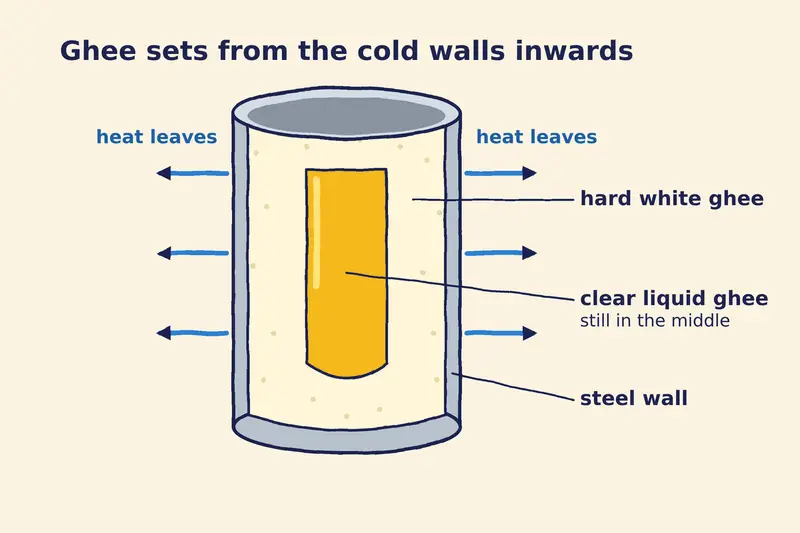 Ghee sets from the cold walls inwards
heat leaves
heat leaves
hard white ghee
clear liquid ghee
still in the middle
steel wall